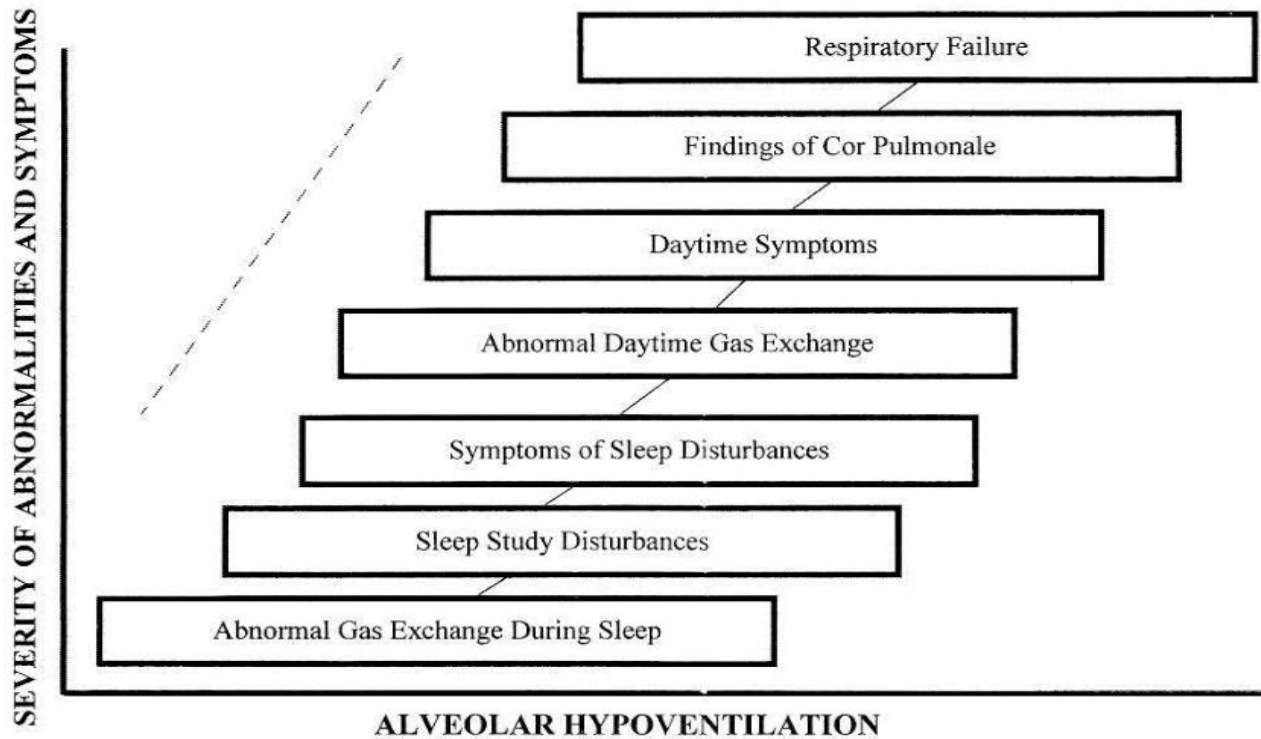 SEVERITY OF ABNORMALITIES AND SYMPTOMS
Respiratory Failure
Findings of Cor Pulmonale
Daytime Symptoms
Abnormal Daytime Gas Exchange
Symptoms of Sleep Disturbances
Sleep Study Disturbances
Abnormal Gas Exchange During Sleep
ALVEOLAR HYPOVENTILATION